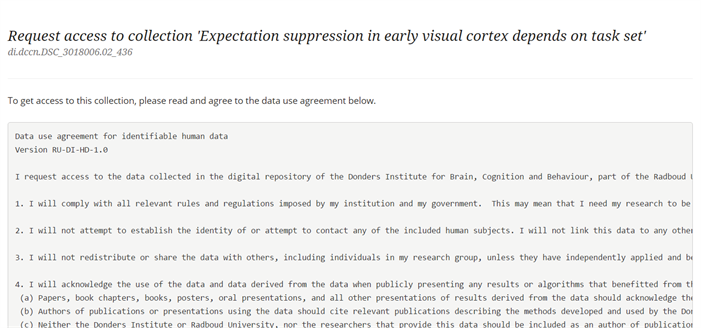 Request access to collection 'Expectation suppression in early visual cortex depends on task set'
di.dccn.DSC_3018006.02_436
To get access to this collection, please read and agree to the data use agreement below.
Data use agreement for identifiable human data
Version RU-DI-HD-1.0
I request access to the data collected in the digital repository of the Donders Institute for Brain, Cognition and Behaviour, part of the Radboud
1. I will comply with all relevant rules and regulations imposed by my institution and my government. This may mean that I need my research to be
2. I will not attempt to establish the identity of or attempt to contact any of the included human subjects. I will not link this data to any other
3. I will not redistribute or share the data with others, including individuals in my research group, unless they have independently applied and
4. I will acknowledge the use of the data and data derived from the data when publicly presenting any results or algorithms that benefitted from
(a) Papers, book chapters, books, posters, oral presentations, and all other presentations of results derived from the data should acknowledge
(b) Authors of publications or presentations using the data should cite relevant publications describing the methods developed and used by the
(c) Neither the Donders Institute or Radboud University, nor the researchers that provide this data should be included as an author of